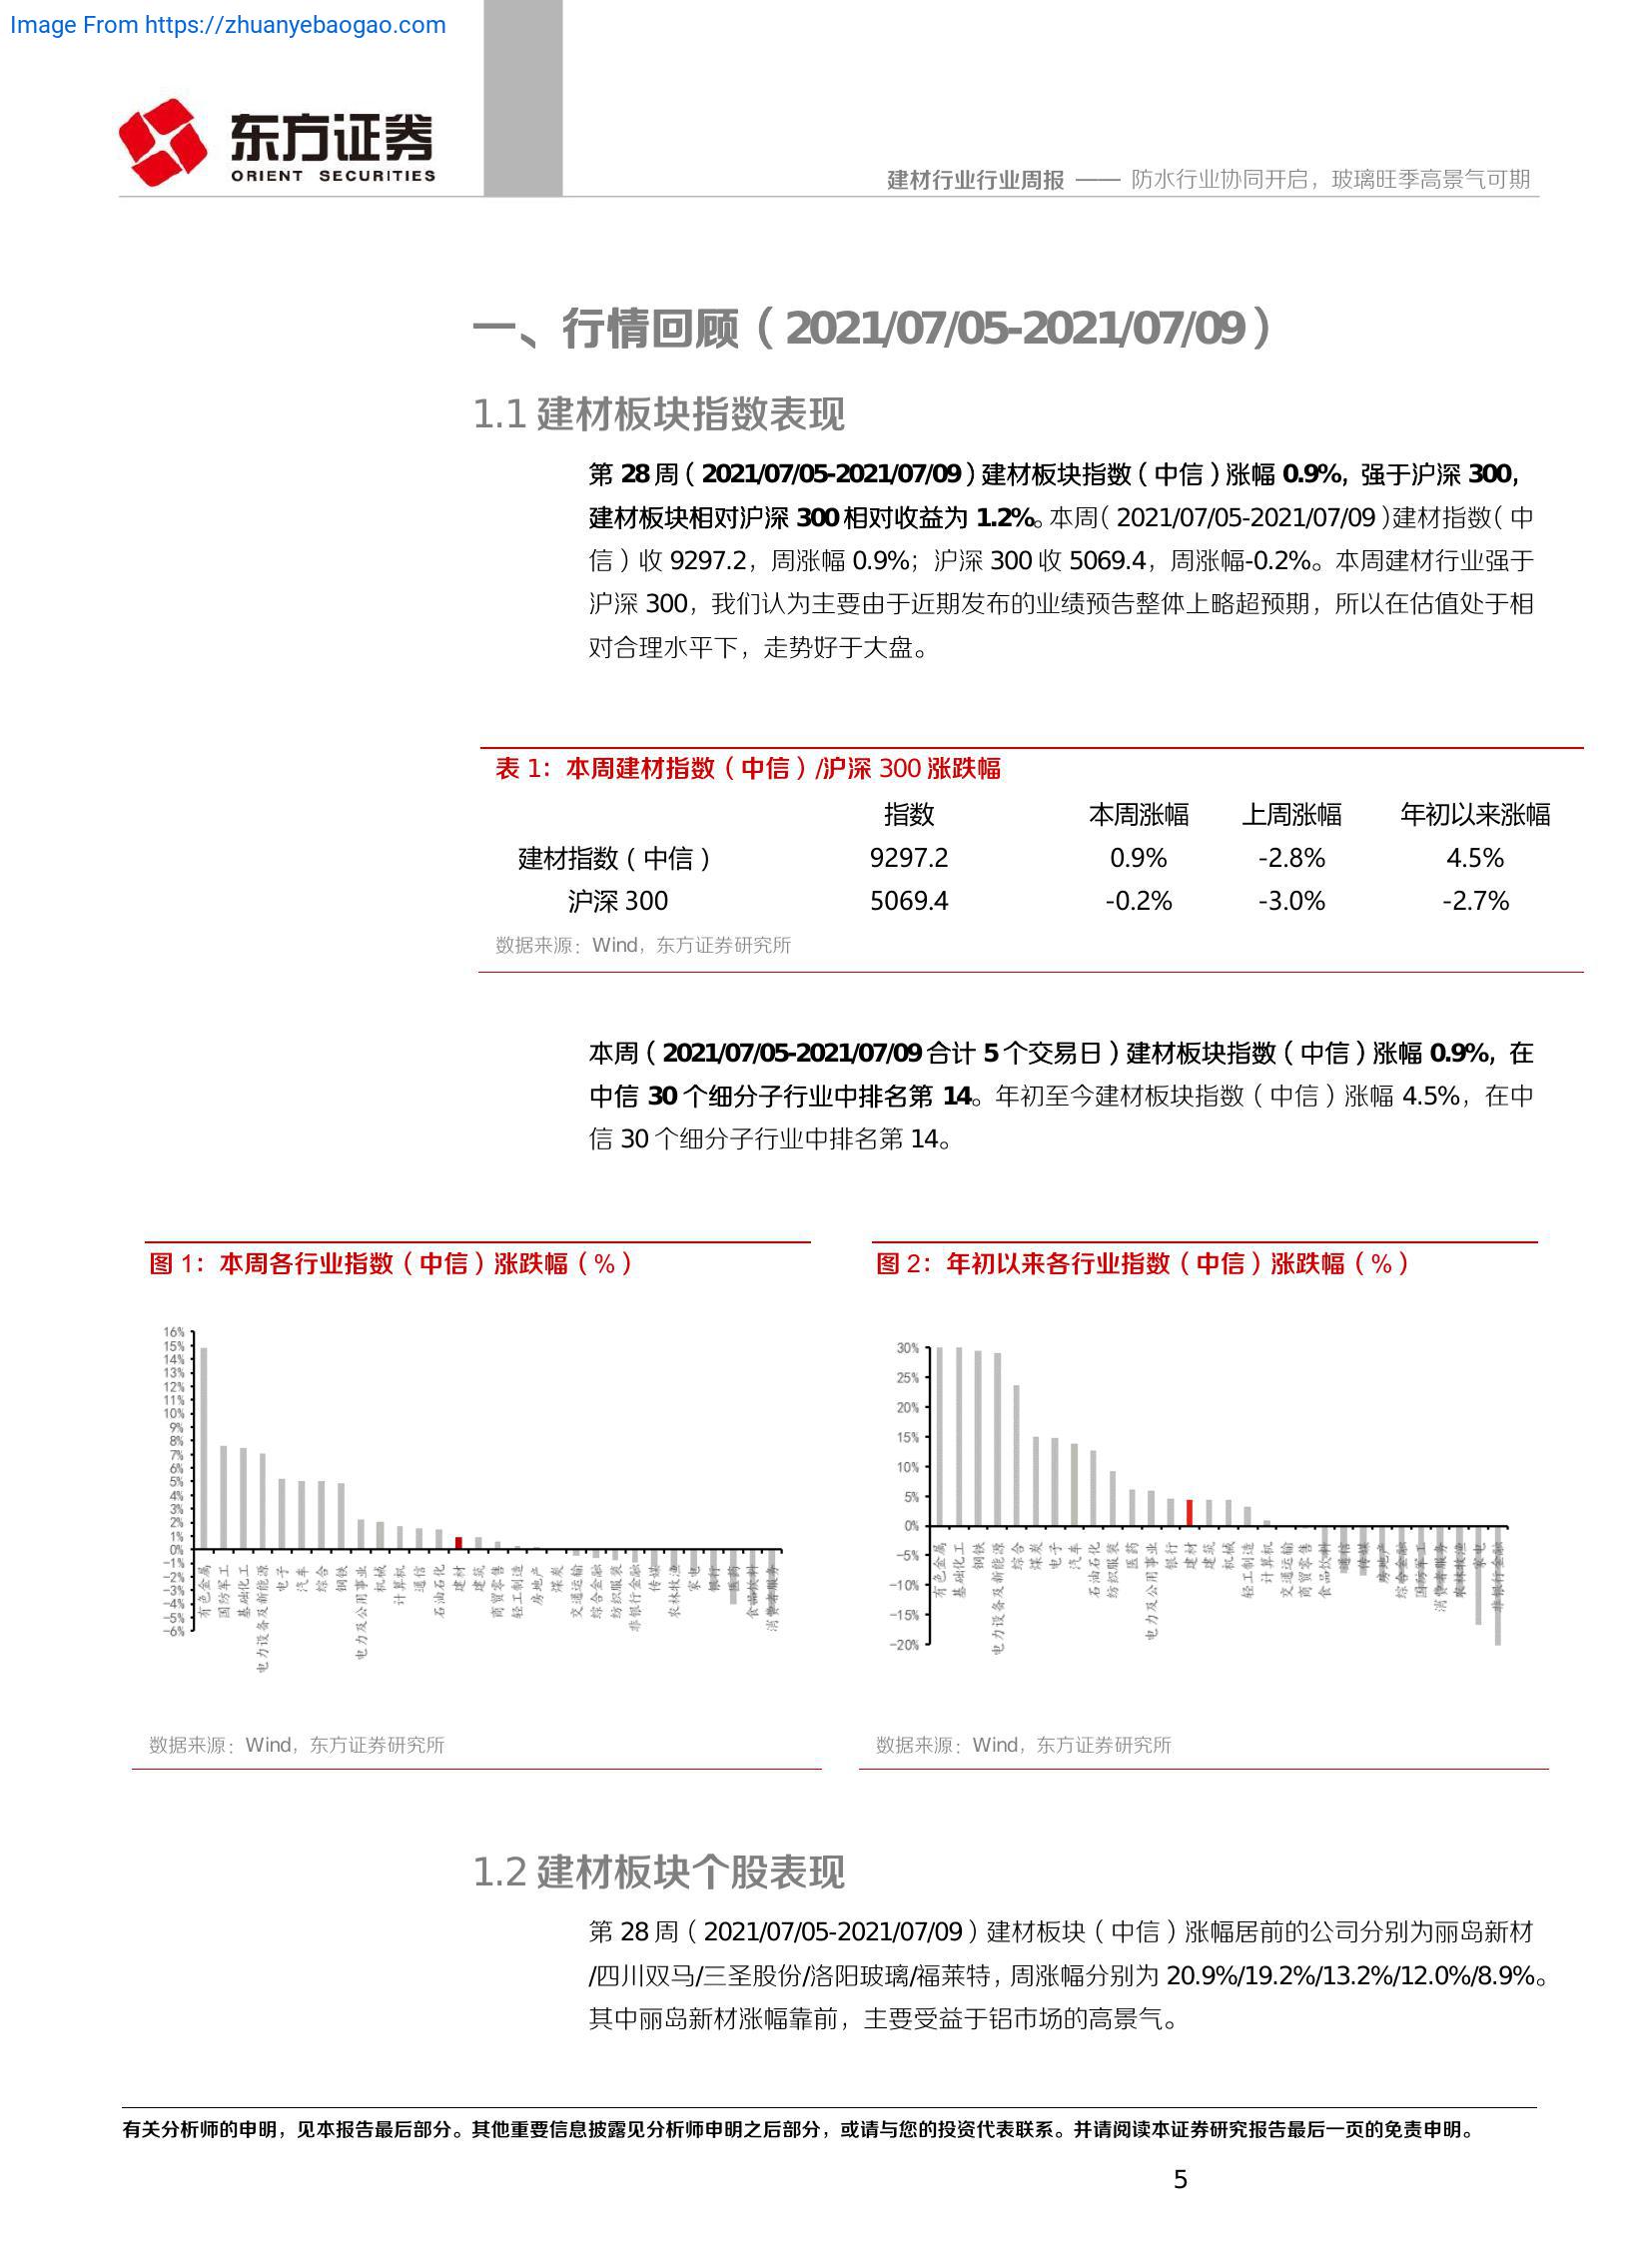 Image From https://zhuanyebaogao.com
东方证券
ORIENT SECURITIES
建材行业行业周报 —— 防水行业协同开启，玻璃旺季高景气可期
一、行情回顾（2021/07/05-2021/07/09）
1.1 建材板块指数表现
第 28 周（2021/07/05-2021/07/09）建材板块指数（中信）涨幅 0.9%，强于沪深 300，
建材板块相对沪深 300 相对收益为 1.2%。本周（2021/07/05-2021/07/09）建材指数（中
信）收 9297.2，周涨幅 0.9%；沪深 300 收 5069.4，周涨幅-0.2%。本周建材行业强于
沪深 300，我们认为主要由于近期发布的业绩预告整体上略超预期，所以在估值处于相
对合理水平下，走势好于大盘。
表 1：本周建材指数（中信）/沪深 300 涨跌幅
指数 本周涨幅 上周涨幅 年初以来涨幅
建材指数（中信） 9297.2 0.9% -2.8% 4.5%
沪深 300 5069.4 -0.2% -3.0% -2.7%
数据来源：Wind，东方证券研究所
本周（2021/07/05-2021/07/09 合计 5 个交易日）建材板块指数（中信）涨幅 0.9%，在
中信 30 个细分子行业中排名第 14。年初至今建材板块指数（中信）涨幅 4.5%，在中
信 30 个细分子行业中排名第 14。
图 1：本周各行业指数（中信）涨跌幅（%）
16%
15%
14%
13%
12%
11%
10%
9%
8%
7%
6%
5%
4%
3%
2%
1%
0%
-1%
-2%
-3%
-4%
-5%
-6%
有色金属
国防军工
基础化工
电力设备及新能源
电子
汽车
综合
钢铁
电力及公用事业
机械
计算机
通信
石油石化
建材
建筑
商贸零售
轻工制造
房地产
煤炭
交通运输
综合金融
纺织服装
非银行金融
传媒
农林牧渔
家电
银行
医药
食品饮料
消费者服务
数据来源：Wind，东方证券研究所
图 2：年初以来各行业指数（中信）涨跌幅（%）
30%
25%
20%
15%
10%
5%
0%
-5%
-10%
-15%
-20%
有色金属
基础化工
钢铁
电力设备及新能源
综合
煤炭
电子
汽车
石油石化
纺织服装
医药
电力及公用事业
银行
建材
建筑
机械
轻工制造
计算机
交通运输
商贸零售
食品饮料
通信
传媒
房地产
综合金融
国防军工
消费者服务
农林牧渔
家电
非银行金融
数据来源：Wind，东方证券研究所
1.2 建材板块个股表现
第 28 周（2021/07/05-2021/07/09）建材板块（中信）涨幅居前的公司分别为丽岛新材
/四川双马/三圣股份/洛阳玻璃/福莱特，周涨幅分别为 20.9%/19.2%/13.2%/12.0%/8.9%。
其中丽岛新材涨幅靠前，主要受益于铝市场的高景气。
有关分析师的申明，见本报告最后部分。其他重要信息披露见分析师申明之后部分，或请与您的投资代表联系。并请阅读本证券研究报告最后一页的免责申明。
5